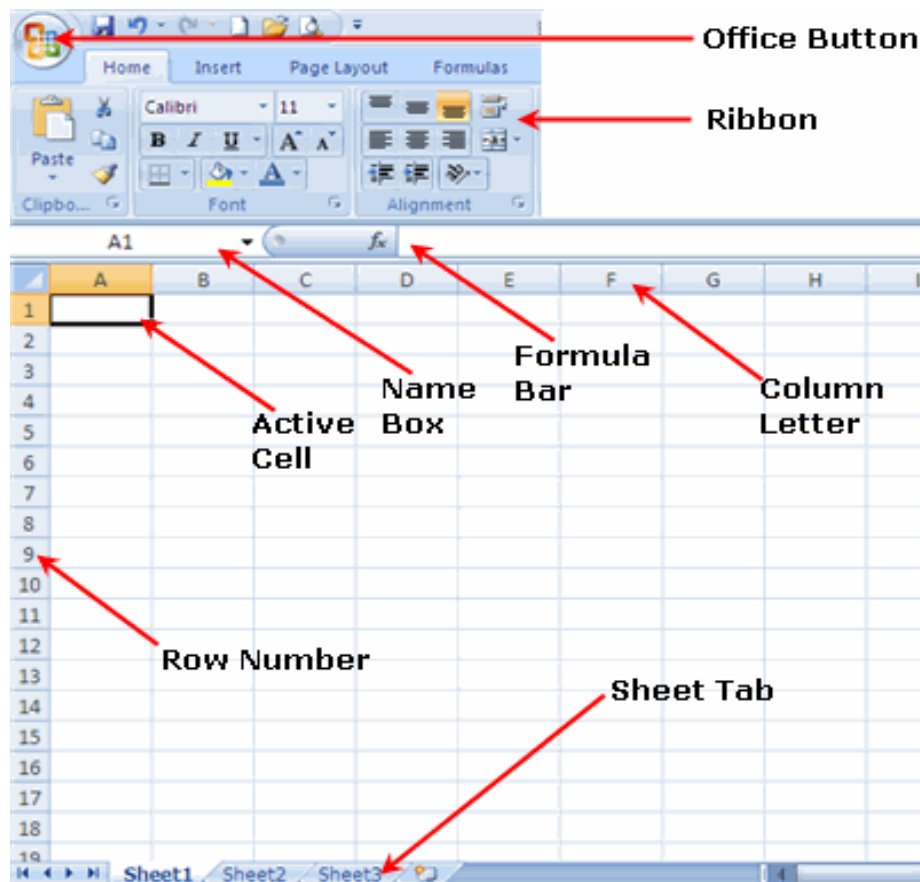 Office Button
Home Insert Page Layout Formulas
Calibri 11
Ribbon
B I U A A
Paste
A
Clipbo... Font Alignment
A1 fx
A B C D E F G H I
1
2
3
4
5
6
7
8
9
10
11
12
13
14
15
16
17
18
19
Formula
Bar
Name
Box
Column
Letter
Active
Cell
Row Number
Sheet Tab
Sheet1 Sheet2 Sheet3